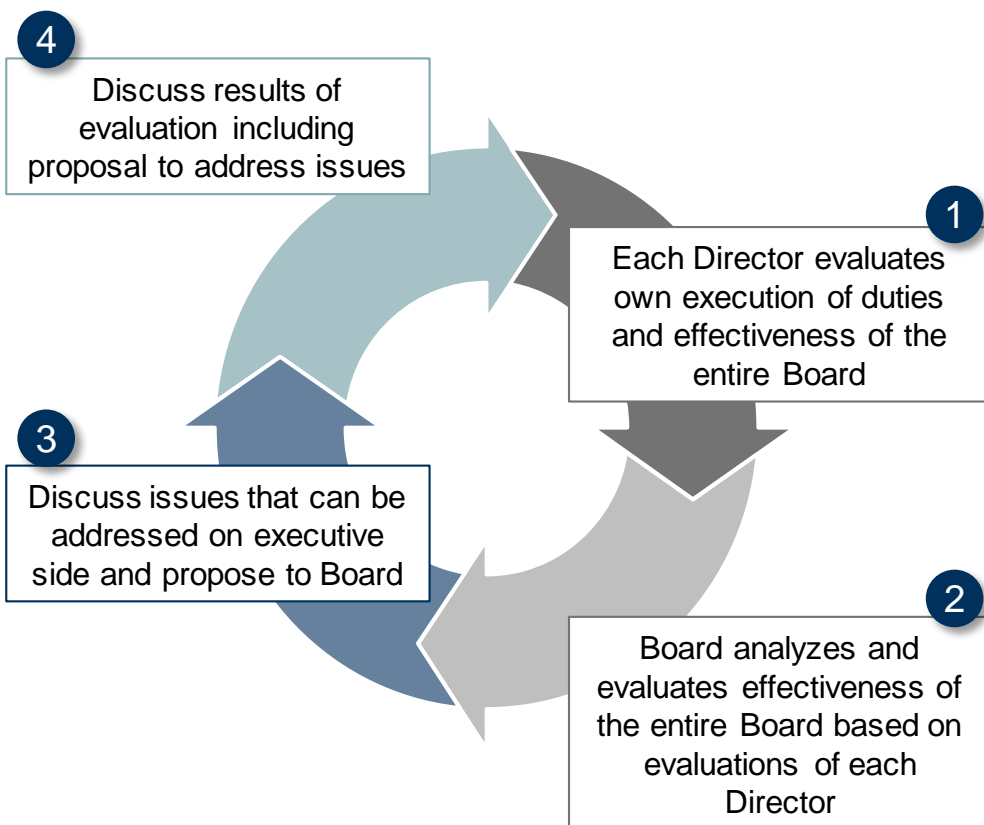 4
Discuss results of
evaluation including
proposal to address issues
1
Each Director evaluates
own execution of duties
and effectiveness of the
entire Board
3
Discuss issues that can be
addressed on executive
side and propose to Board
2
Board analyzes and
evaluates effectiveness of
the entire Board based on
evaluations of each
Director